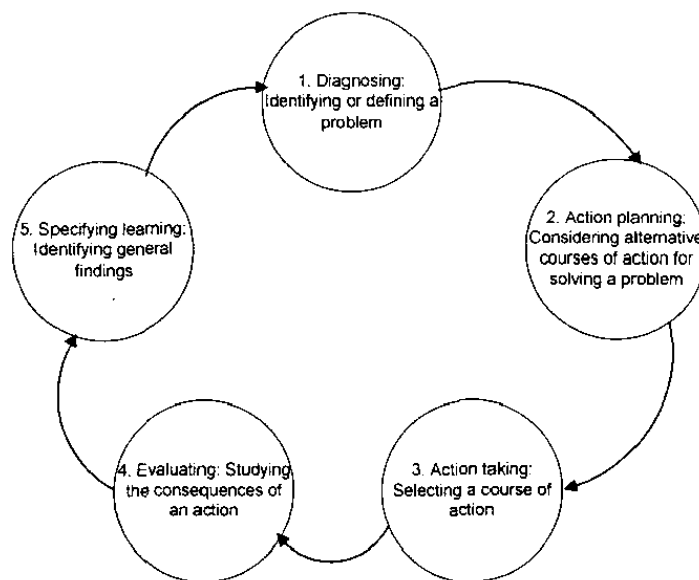 1. Diagnosing:
Identifying or defining a
problem
2. Action planning:
Considering alternative
courses of action for
solving a problem
3. Action taking:
Selecting a course of
action
4. Evaluating: Studying
the consequences of
an action
5. Specifying learning:
Identifying general
findings